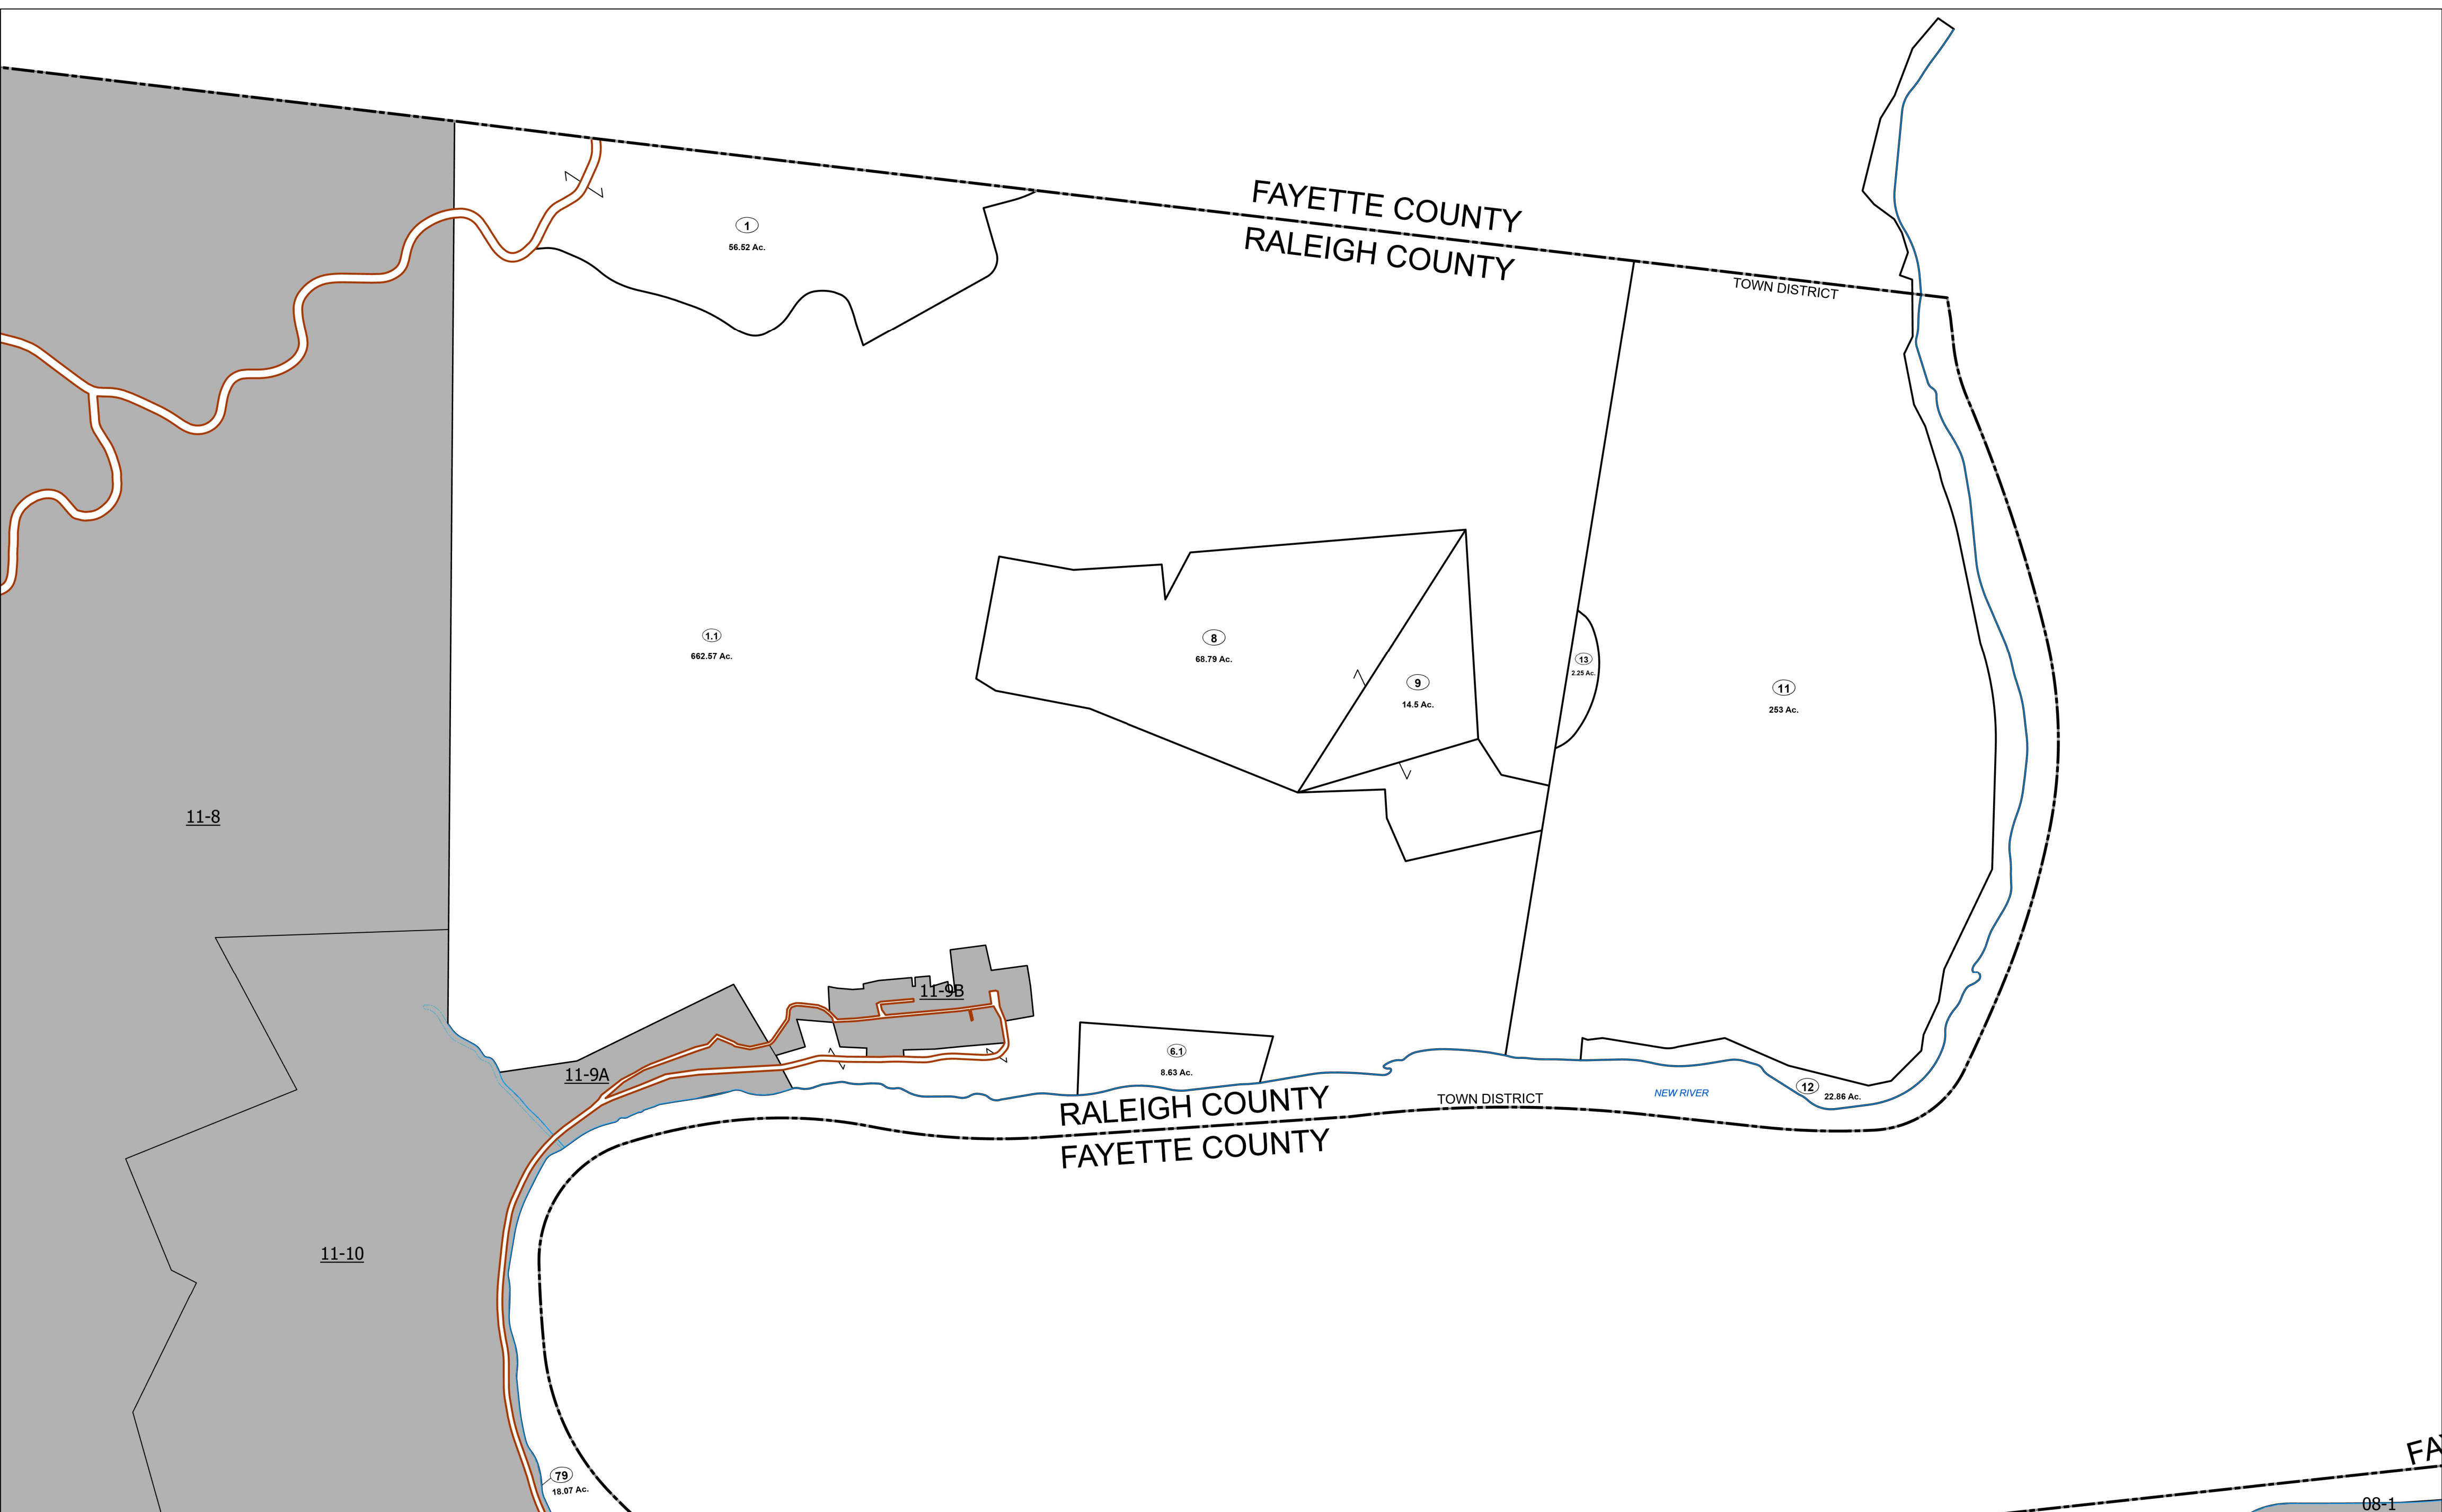 FAYETTE COUNTY
RALEIGH COUNTY
TOWN DISTRICT
1
56.52 Ac.
1.1
662.57 Ac.
8
68.79 Ac.
9
14.5 Ac.
13
2.25 Ac.
11
253 Ac.
11-8
11-9B
11-9A
6.1
8.63 Ac.
12
22.86 Ac.
NEW RIVER
TOWN DISTRICT
RALEIGH COUNTY
FAYETTE COUNTY
11-10
79
18.07 Ac.
FA
08-1